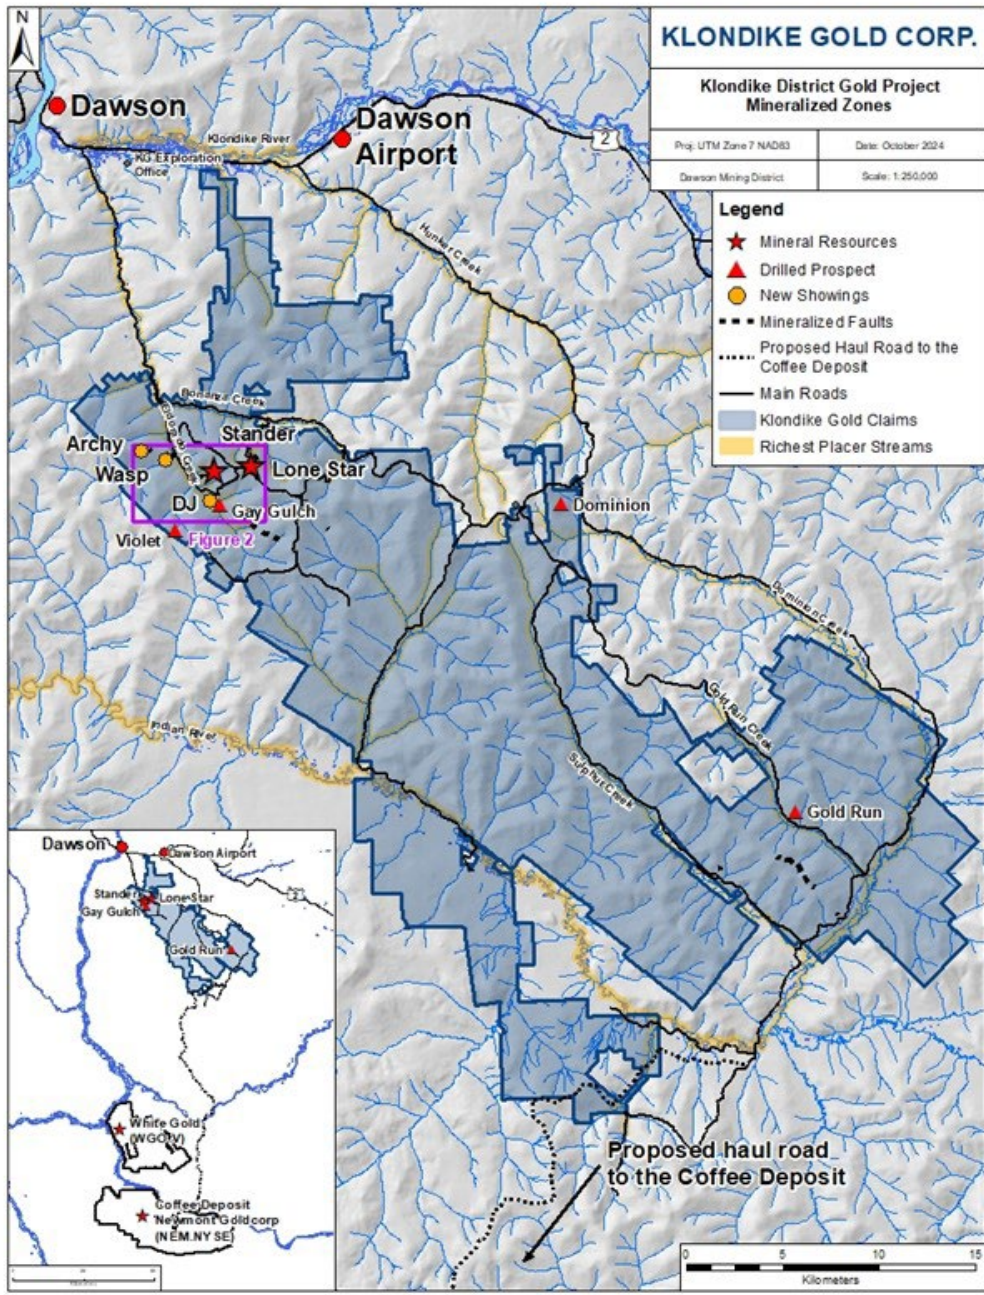 N
KLONDIKE GOLD CORP.
Klondike District Gold Project
Mineralized Zones
Proj: UTM Zone 7 NAD83
Date: October 2024
Dawson Mining District
Scale: 1:250,000
Legend
Mineral Resources
Drilled Prospect
New Showings
Mineralized Faults
Proposed Haul Road to the
Coffee Deposit
Main Roads
Klondike Gold Claims
Richest Placer Streams
Dawson
Dawson
Airport
Klondike River
KG Exploration
Office
2
Hunker Creek
Bonanza Creek
Eldorado Creek
Archy
Wasp
Stander
Lone Star
DJ
Gay Gulch
Violet
Figure 2
Dominion
Dominion Creek
Gold Run Creek
Indian River
Sulphur Creek
Gold Run
Proposed haul road
to the Coffee Deposit
0 5 10 15
Kilometers
Dawson
Dawson Airport
2
Stander
Lone Star
Gay Gulch
Gold Run
White Gold
(WGO.V)
Coffee Deposit
Newmont Goldcorp
(NEM.NYSE)